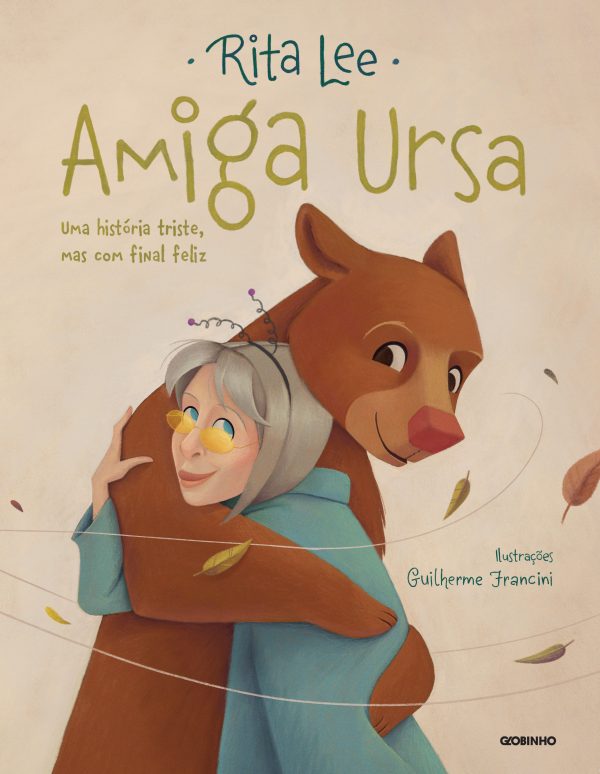 · Rita Lee ·
Amiga Ursa
Uma história triste,
mas com final feliz
Ilustrações
Guilherme Francini
GLOBINHO